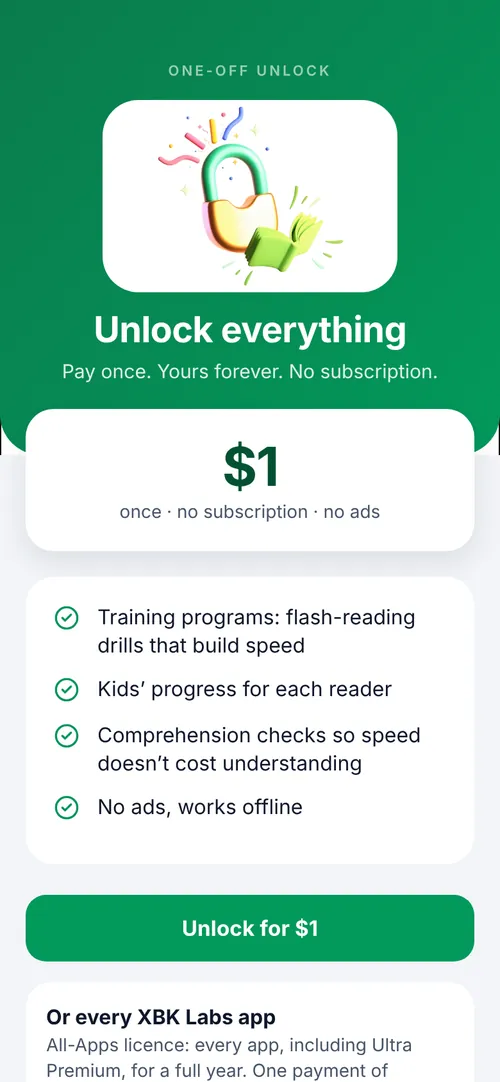 ONE-OFF UNLOCK
Unlock everything
Pay once. Yours forever. No subscription.
$1
once · no subscription · no ads
Training programs: flash-reading
drills that build speed
Kids’ progress for each reader
Comprehension checks so speed
doesn’t cost understanding
No ads, works offline
Unlock for $1
Or every XBK Labs app
All-Apps licence: every app, including Ultra
Premium, for a full year. One payment of